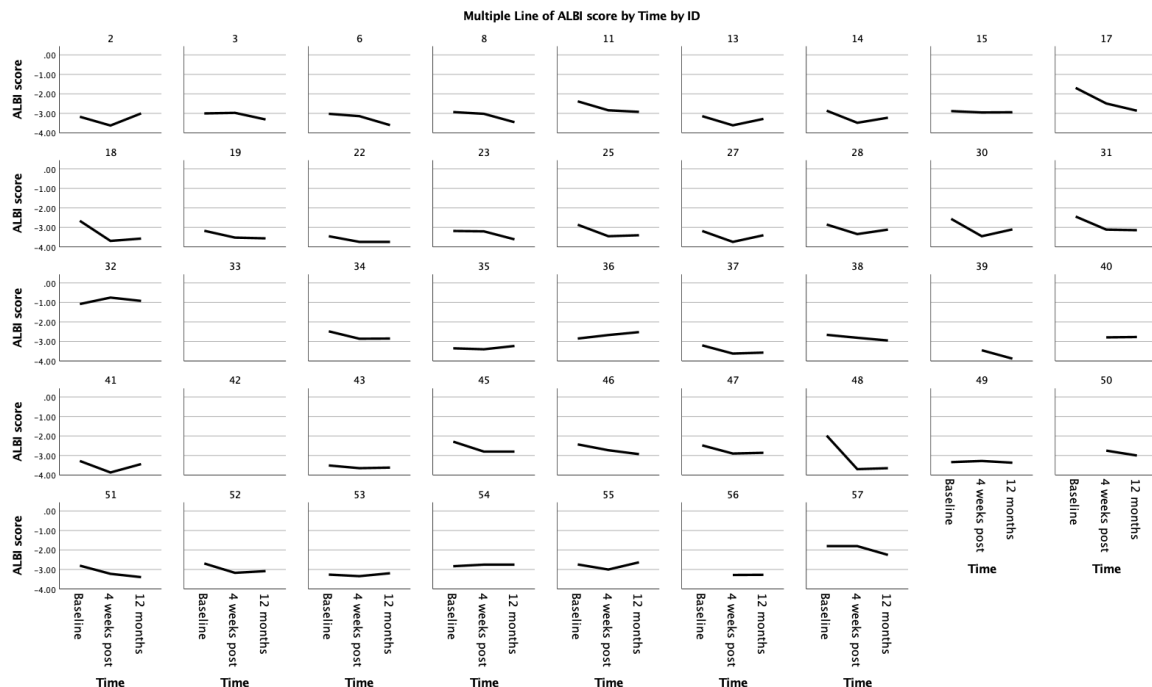 Multiple Line of ALBI score by Time by ID
2 3 6 8 11 13 14 15 17
ALBI score
.00
-1.00
-2.00
-3.00
-4.00
18 19 22 23 25 27 28 30 31
ALBI score
.00
-1.00
-2.00
-3.00
-4.00
32 33 34 35 36 37 38 39 40
ALBI score
.00
-1.00
-2.00
-3.00
-4.00
41 42 43 45 46 47 48 49 50
ALBI score
.00
-1.00
-2.00
-3.00
-4.00
Baseline 4 weeks post 12 months Baseline 4 weeks post 12 months
Time Time
51 52 53 54 55 56 57
ALBI score
.00
-1.00
-2.00
-3.00
-4.00
Baseline 4 weeks post 12 months Baseline 4 weeks post 12 months Baseline 4 weeks post 12 months Baseline 4 weeks post 12 months Baseline 4 weeks post 12 months Baseline 4 weeks post 12 months Baseline 4 weeks post 12 months
Time Time Time Time Time Time Time